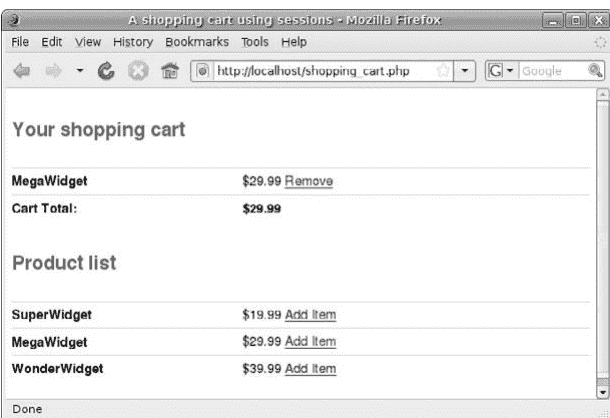 A shopping cart using sessions - Mozilla Firefox
File Edit View History Bookmarks Tools Help
http://localhost/shopping_cart.php G Google
Your shopping cart
MegaWidget $29.99 Remove
Cart Total: $29.99
Product list
SuperWidget $19.99 Add Item
MegaWidget $29.99 Add Item
WonderWidget $39.99 Add Item
Done